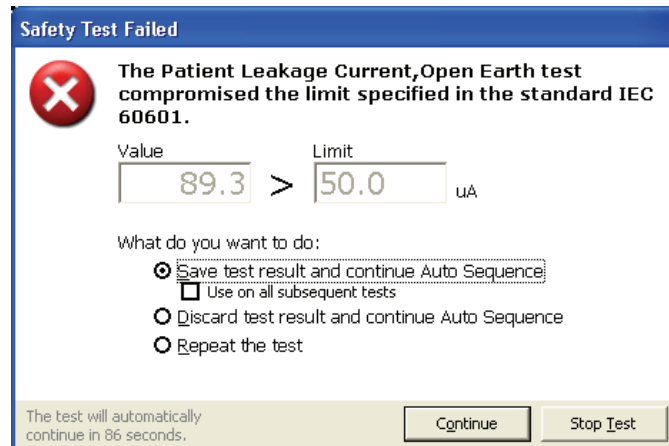 Safety Test Failed
The Patient Leakage Current,Open Earth test
compromised the limit specified in the standard IEC
60601.
Value Limit
89.3 > 50.0 uA
What do you want to do:
Save test result and continue Auto Sequence
Use on all subsequent tests
Discard test result and continue Auto Sequence
Repeat the test
The test will automatically
continue in 86 seconds.
Continue Stop Test